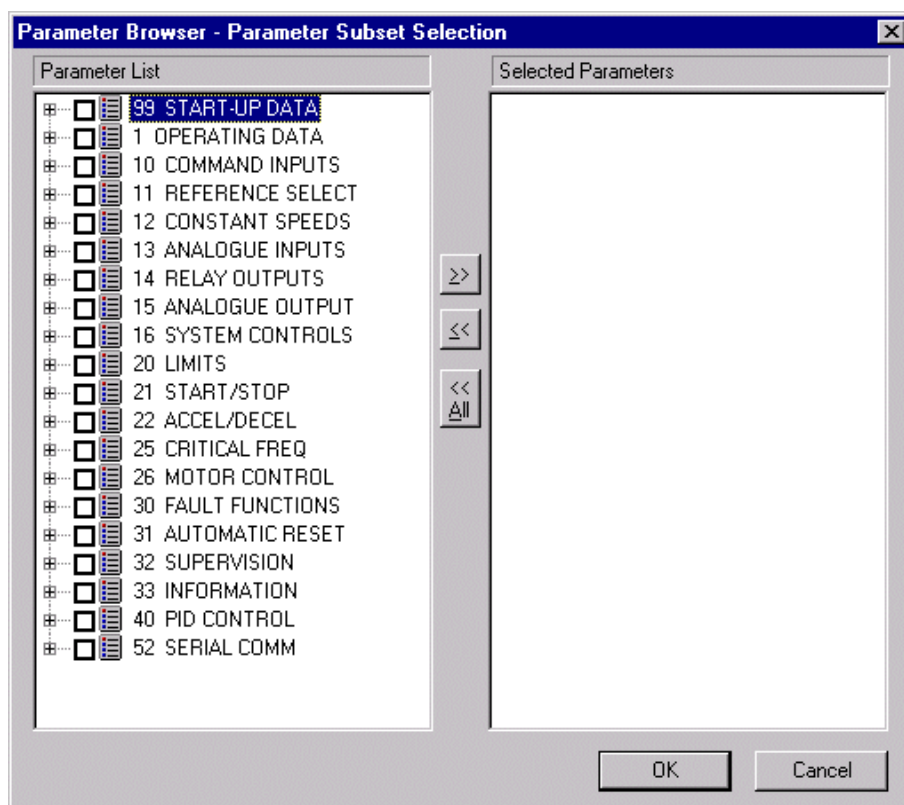 Parameter Browser - Parameter Subset Selection
Parameter List
Selected Parameters
99 START-UP DATA
1 OPERATING DATA
10 COMMAND INPUTS
11 REFERENCE SELECT
12 CONSTANT SPEEDS
13 ANALOGUE INPUTS
14 RELAY OUTPUTS
15 ANALOGUE OUTPUT
16 SYSTEM CONTROLS
20 LIMITS
21 START/STOP
22 ACCEL/DECEL
25 CRITICAL FREQ
26 MOTOR CONTROL
30 FAULT FUNCTIONS
31 AUTOMATIC RESET
32 SUPERVISION
33 INFORMATION
40 PID CONTROL
52 SERIAL COMM
>>
<<
<<
All
OK
Cancel